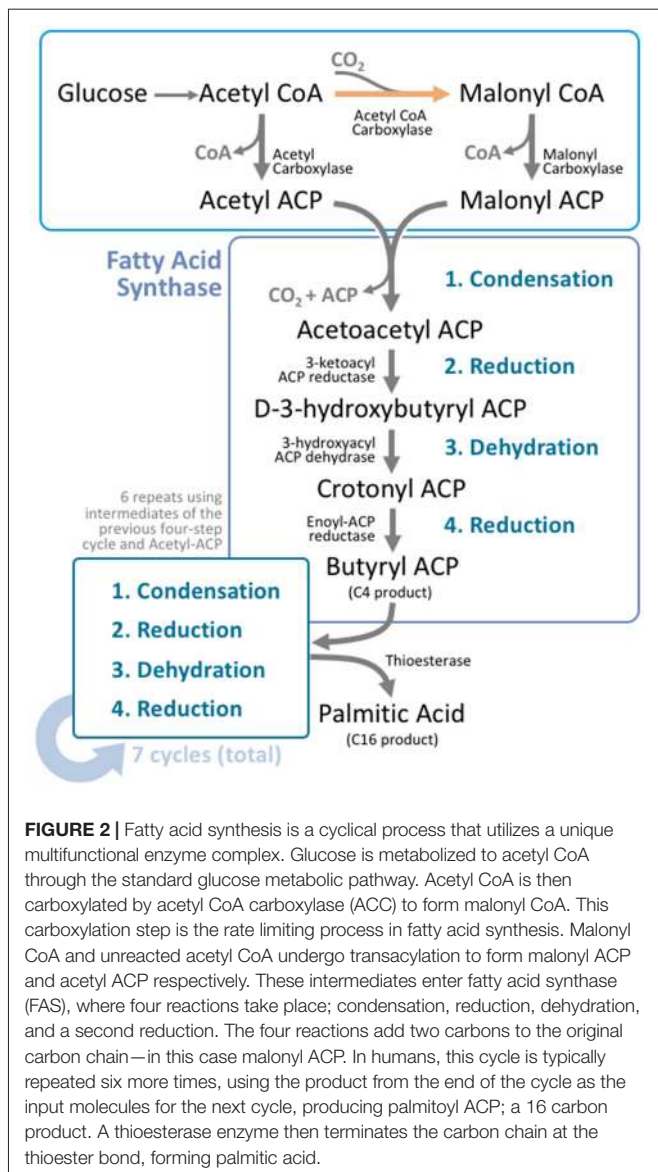 CO2
Glucose
Acetyl CoA
Malonyl CoA
Acetyl CoA
Carboxylase
CoA
Acetyl
Carboxylase
CoA
Malonyl
Carboxylase
Acetyl ACP
Malonyl ACP
Fatty Acid
Synthase
CO2 + ACP
1. Condensation
Acetoacetyl ACP
3-ketoacyl
ACP reductase
2. Reduction
D-3-hydroxybutyryl ACP
3-hydroxyacyl
ACP dehydrase
3. Dehydration
Crotonyl ACP
6 repeats using
intermediates of the
previous four-step
cycle and Acetyl-ACP
Enoyl-ACP
reductase
4. Reduction
Butyryl ACP
(C4 product)
1. Condensation
2. Reduction
3. Dehydration
4. Reduction
Thioesterase
Palmitic Acid
(C16 product)
7 cycles (total)
FIGURE 2 | Fatty acid synthesis is a cyclical process that utilizes a unique
multifunctional enzyme complex. Glucose is metabolized to acetyl CoA
through the standard glucose metabolic pathway. Acetyl CoA is then
carboxylated by acetyl CoA carboxylase (ACC) to form malonyl CoA. This
carboxylation step is the rate limiting process in fatty acid synthesis. Malonyl
CoA and unreacted acetyl CoA undergo transacylation to form malonyl ACP
and acetyl ACP respectively. These intermediates enter fatty acid synthase
(FAS), where four reactions take place; condensation, reduction, dehydration,
and a second reduction. The four reactions add two carbons to the original
carbon chain—in this case malonyl ACP. In humans, this cycle is typically
repeated six more times, using the product from the end of the cycle as the
input molecules for the next cycle, producing palmitoyl ACP; a 16 carbon
product. A thioesterase enzyme then terminates the carbon chain at the
thioester bond, forming palmitic acid.